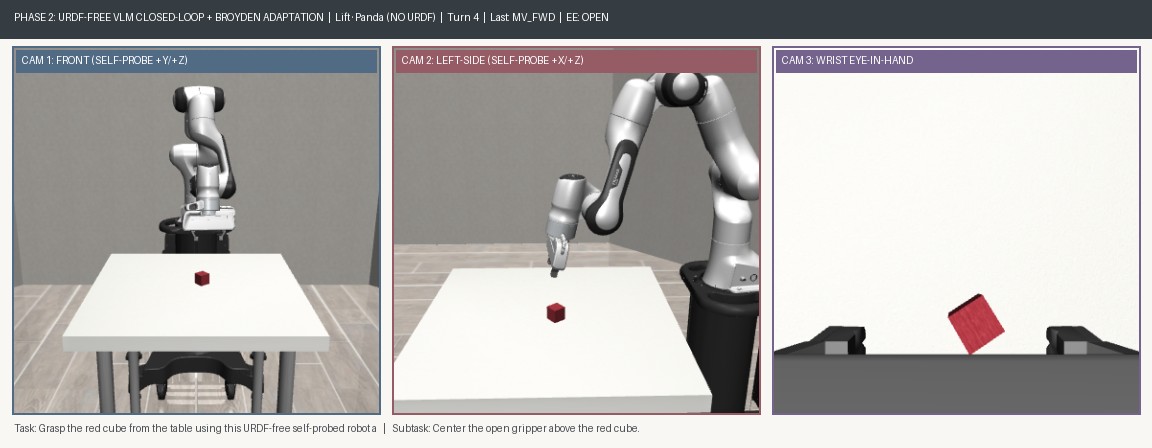 PHASE 2: URDF-FREE VLM CLOSED-LOOP + BROYDEN ADAPTATION | Lift · Panda (NO URDF) | Turn 4 | Last MV_FWD | EE: OPEN
CAM 1: FRONT (SELF-PROBE +Y/+Z)
CAM 2: LEFT-SIDE (SELF-PROBE +X/+Z)
CAM 3: WRIST EYE-IN-HAND
Task: Grasp the red cube from the table using this URDF-free self-probed robot a | Subtask: Center the open gripper above the red cube.